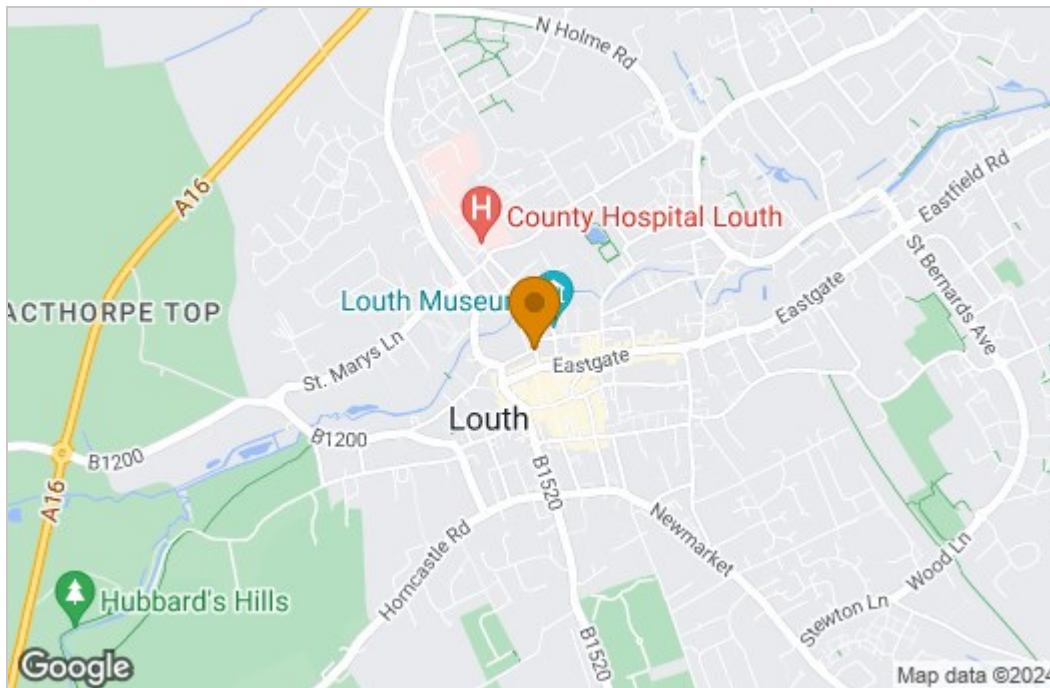 N Holme Rd
A16
H
County Hospital Louth
Eastfield Rd
St Bernards Ave
Louth Museum
ACTHORPE TOP
St. Marys Ln
Eastgate
Eastgate
Louth
B1200
B1200
A16
B1520
Horncastle Rd
Newmarket
Wood Ln
Hubbard's Hills
Stewton Ln
B1520
Google
Map data ©2024